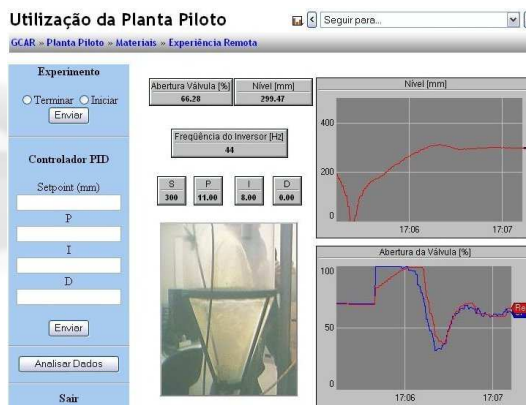 Utilização da Planta Piloto
Seguir para...
GCAR » Planta Piloto » Materiais » Experiência Remota
Experimento
Terminar Iniciar
Enviar
Controlador PID
Setpoint (mm)
P
I
D
Enviar
Analisar Dados
Sair
Abertura Válvula [%]
66.28
Nível [mm]
299.47
Freqüência do Inversor [Hz]
44
S
300
P
11.00
I
8.00
D
0.00
Nível [mm]
400
200
0
17:06
17:07
Abertura da Válvula [%]
100
50
0
17:06
17:07